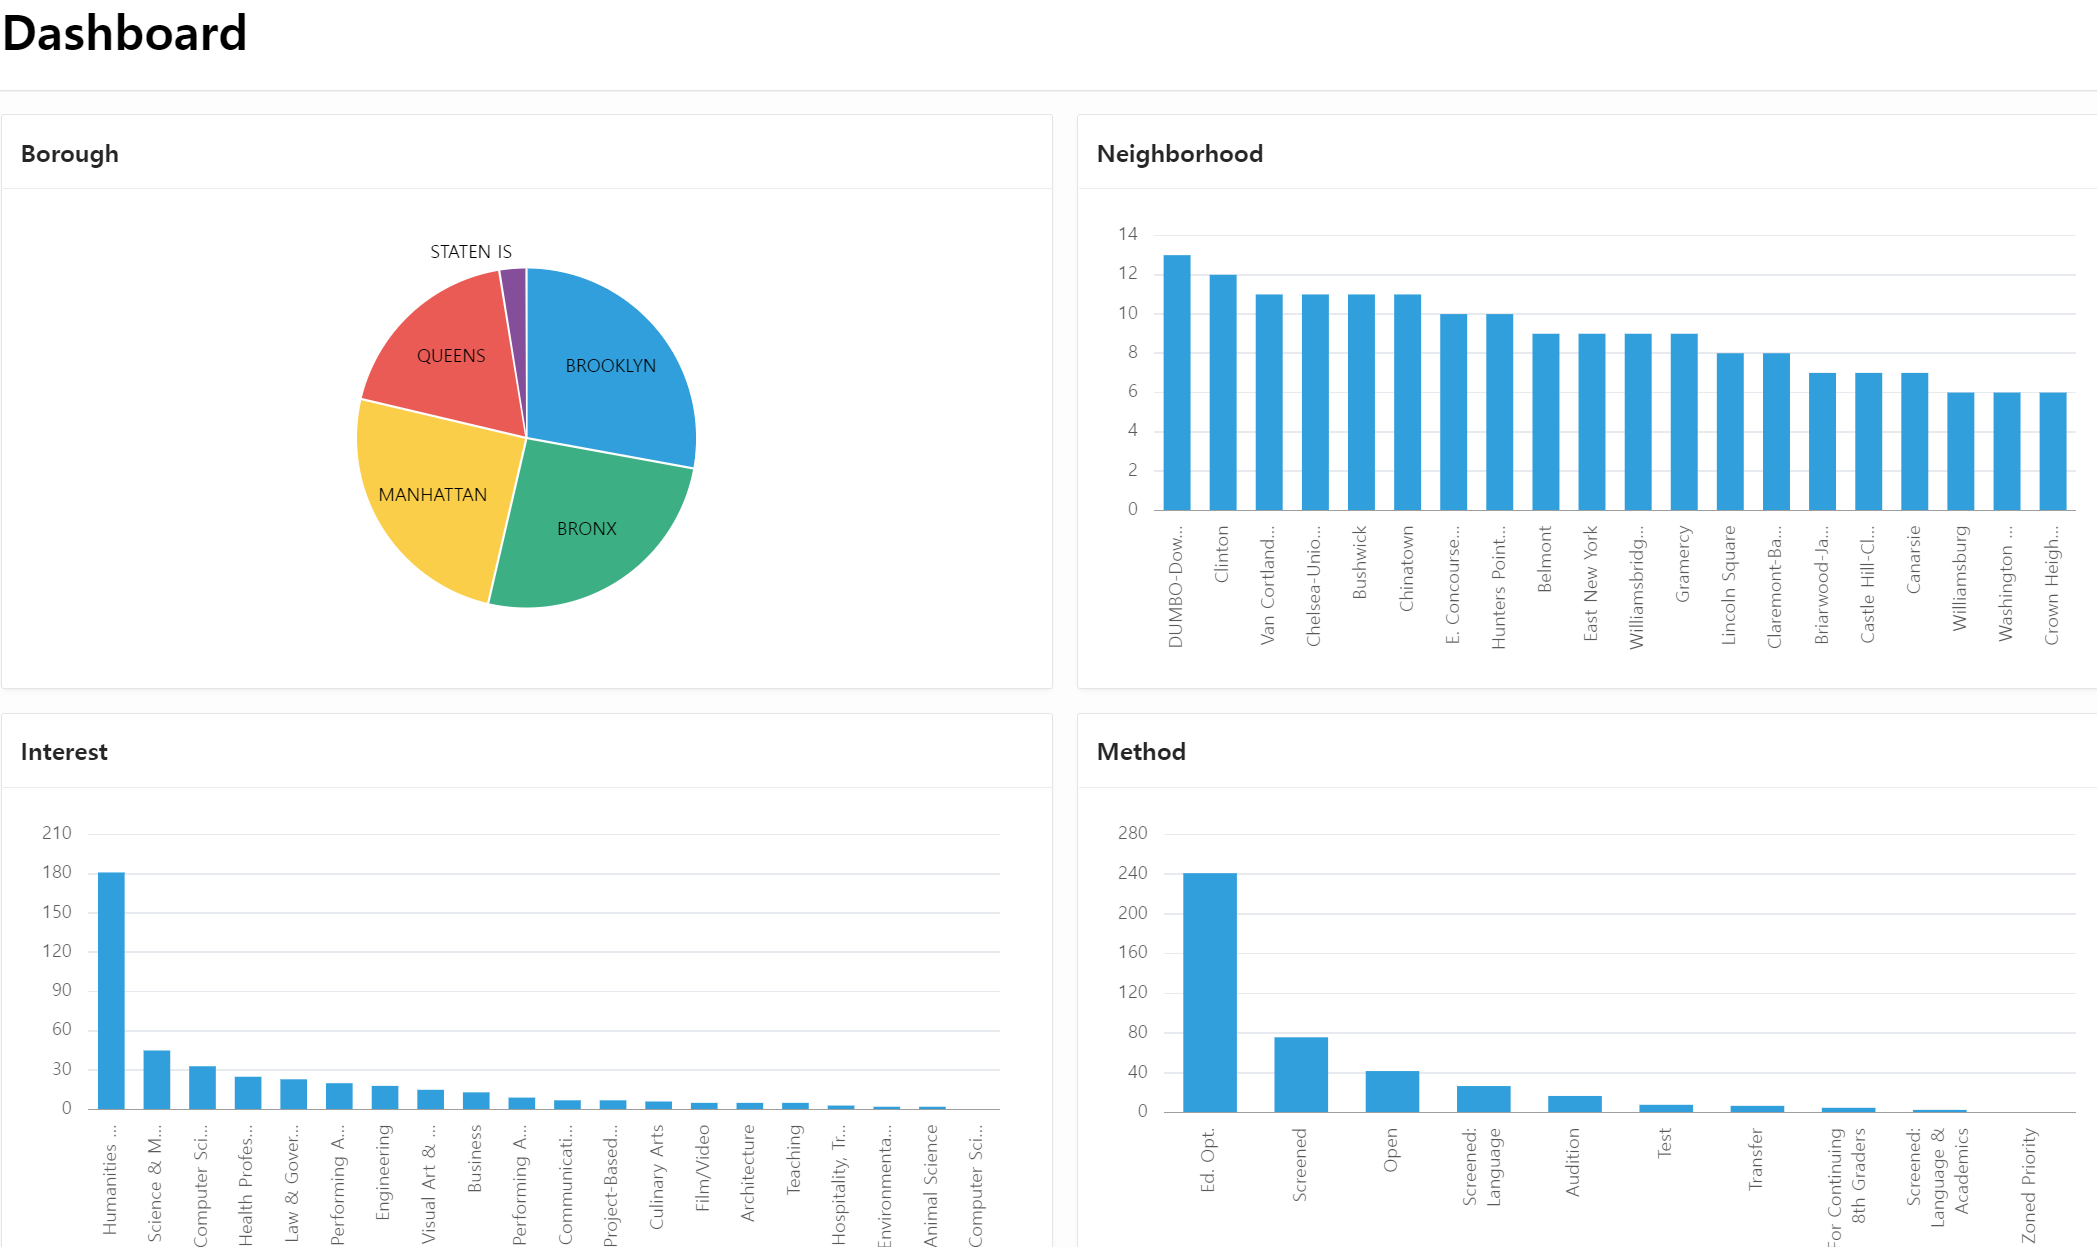 Dashboard
Borough
STATEN IS
QUEENS
BROOKLYN
MANHATTAN
BRONX
Neighborhood
14
12
10
8
6
4
2
0
DUMBO-Dow...
Clinton
Van Cortland...
Chelsea-Unio...
Bushwick
Chinatown
E. Concourse...
Hunters Point...
Belmont
East New York
Williamsbridg...
Gramercy
Lincoln Square
Claremont-Ba...
Briarwood-Ja...
Castle Hill-Cl...
Canarsie
Williamsburg
Washington ...
Crown Heigh...
Interest
210
180
150
120
90
60
30
0
Humanities ...
Science & M...
Computer Sci...
Health Profes...
Law & Gover...
Performing A...
Engineering
Visual Art & ...
Business
Performing A...
Communicati...
Project-Based...
Culinary Arts
Film/Video
Architecture
Teaching
Hospitality, Tr...
Environmenta...
Animal Science
Computer Sci...
Method
280
240
200
160
120
80
40
0
Ed. Opt.
Screened
Open
Screened:
Language
Audition
Test
Transfer
For Continuing
8th Graders
Screened:
Language &
Academics
Zoned Priority